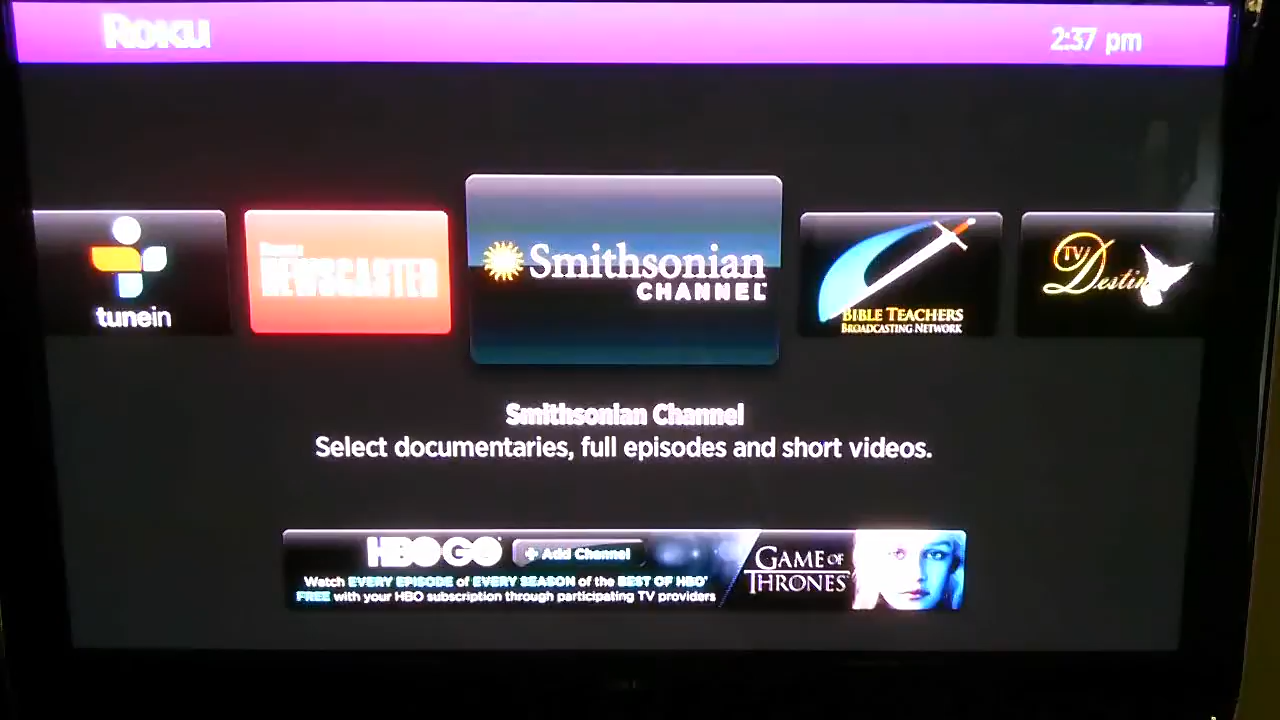 ROKU
2:37 pm
tunein
NEWSCASTER
Smithsonian
CHANNEL
BIBLE TEACHERS
BROADCASTING NETWORK
TV
Destin
Smithsonian Channel
Select documentaries, full episodes and short videos.
HBO GO + Add Channel
Watch EVERY EPISODE of EVERY SEASON of the BEST OF HBO®
FREE with your HBO subscription through participating TV providers
GAME OF
THRONES